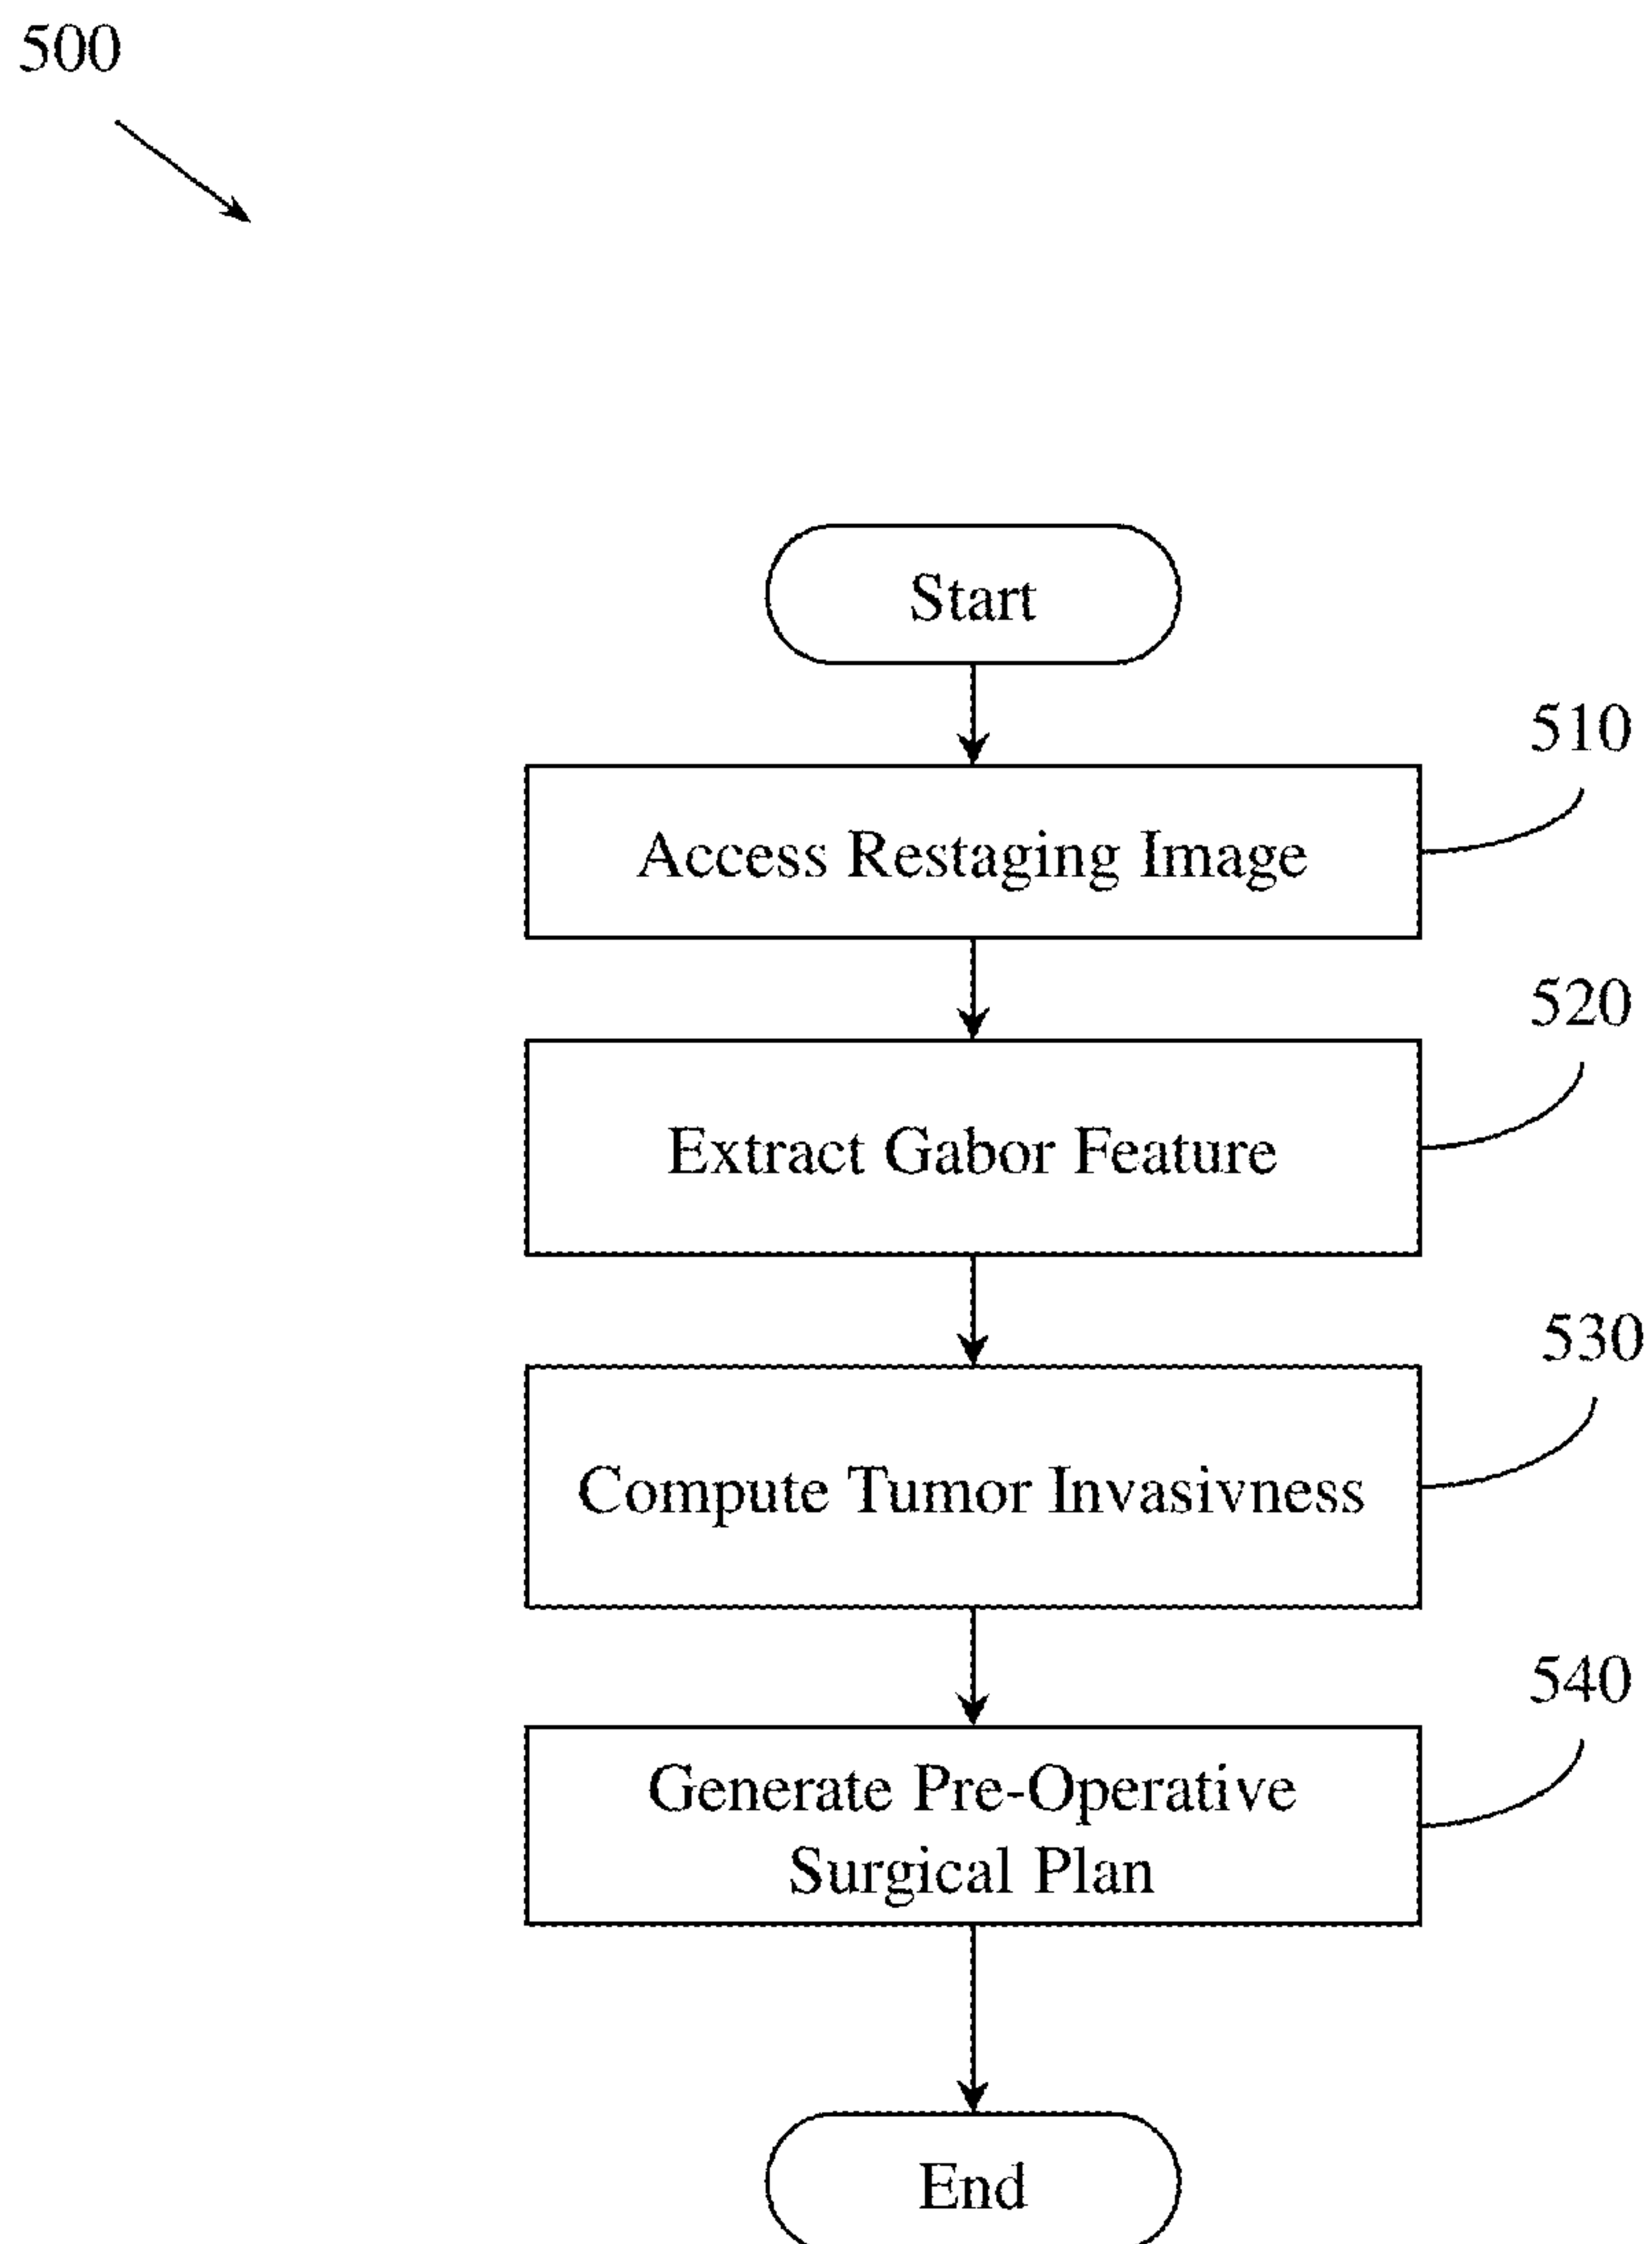 500
Start
510
Access Restaging Image
520
Extract Gabor Feature
530
Compute Tumor Invasivness
540
Generate Pre-Operative
Surgical Plan
End